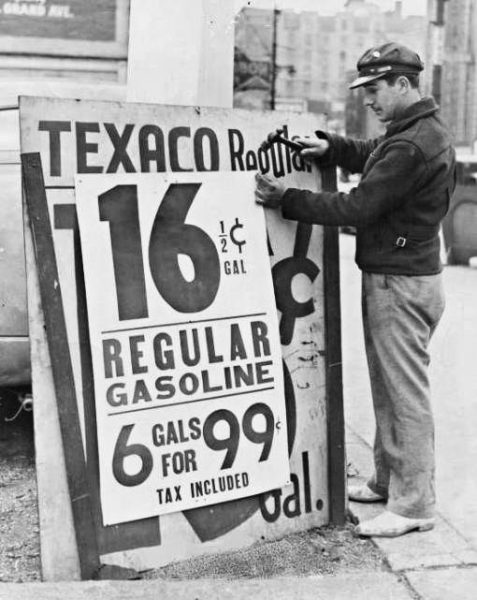 GRAND AVE.
TEXACO Regular
16 ½ ¢
GAL
REGULAR
GASOLINE
6 GALS FOR 99¢
TAX INCLUDED
¢
Gal.